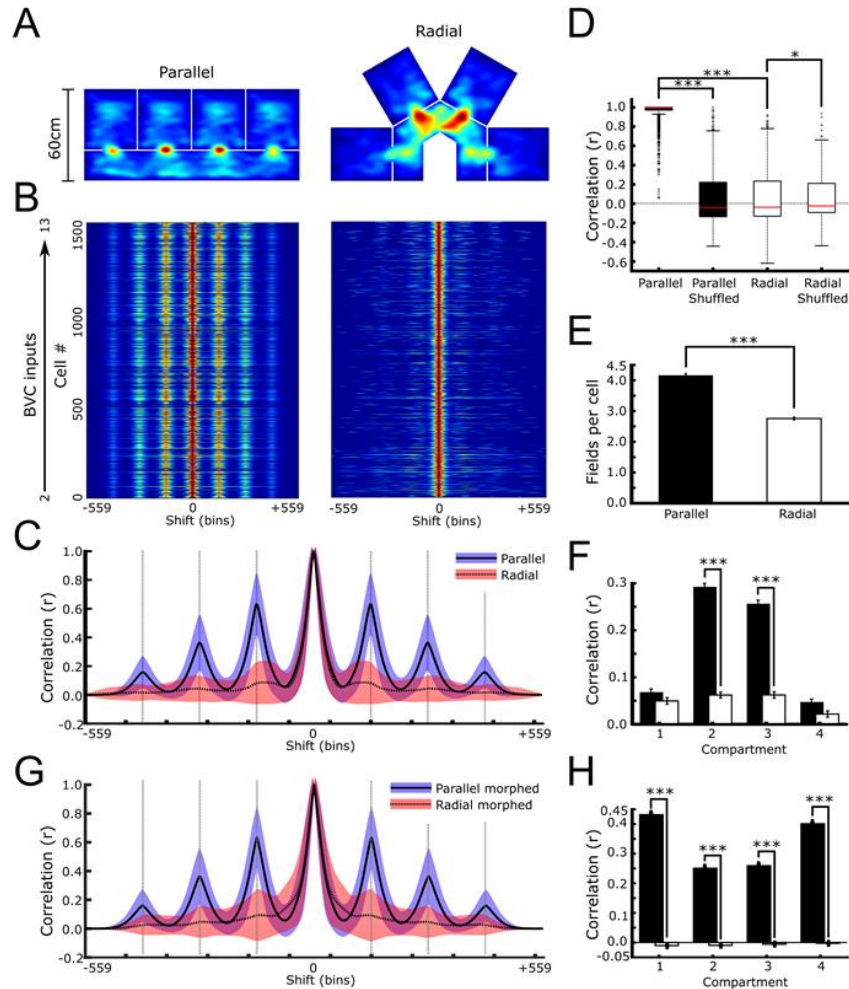 A
Parallel
60cm
Radial
B
BVC inputs
2
13
Cell #
0
500
1000
1500
-559
0
+559
Shift (bins)
-559
0
+559
Shift (bins)
C
Parallel
Radial
Correlation (r)
1.0
0.8
0.6
0.4
0.2
0.0
-0.2
-559
0
+559
Shift (bins)
G
Parallel morphed
Radial morphed
Correlation (r)
1.0
0.8
0.6
0.4
0.2
0.0
-0.2
-559
0
+559
Shift (bins)
D
***
***
*
Correlation (r)
1.0
0.8
0.6
0.4
0.2
0.0
-0.2
-0.4
-0.6
Parallel
Parallel
Shuffled
Radial
Radial
Shuffled
E
***
Fields per cell
4.5
4.0
3.0
2.0
1.0
0.0
Parallel
Radial
F
***
***
Correlation (r)
0.3
0.2
0.1
0.0
1
2
3
4
Compartment
H
***
***
***
***
Correlation (r)
0.45
0.4
0.3
0.2
0.1
0.0
-0.05
1
2
3
4
Compartment